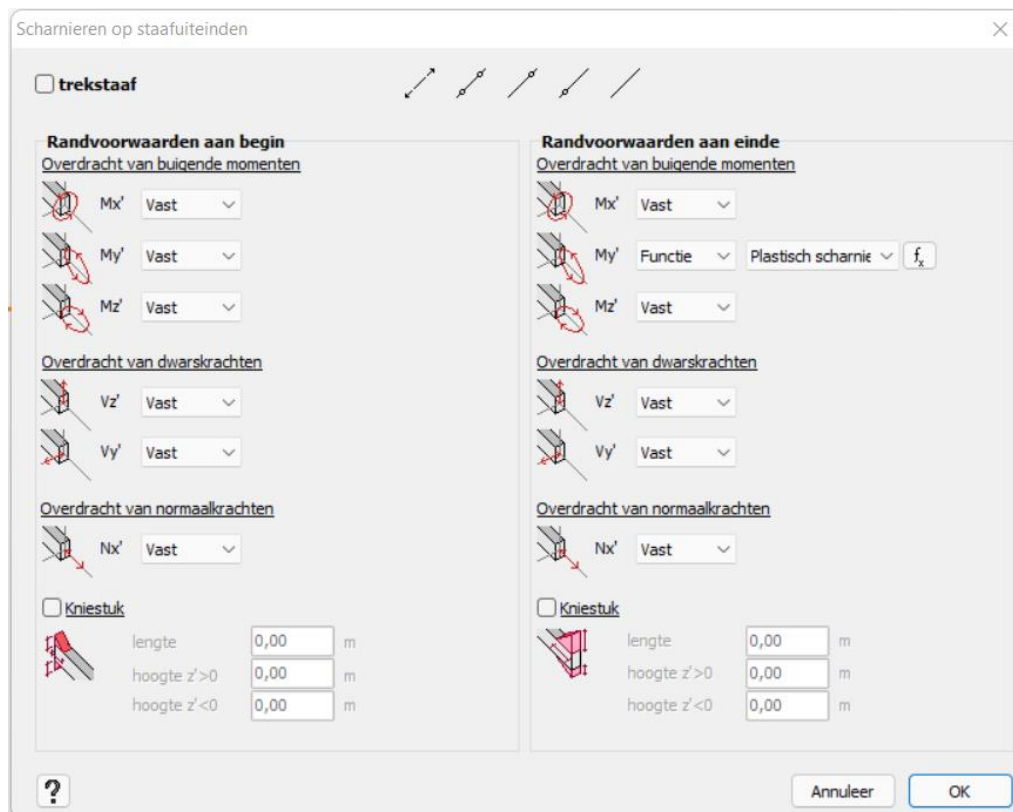 Scharnieren op staafuiteinden
trekstaaf
Randvoorwaarden aan begin
Overdracht van buigende momenten
Mx' Vast
My' Vast
Mz' Vast
Overdracht van dwarskrachten
Vz' Vast
Vy' Vast
Overdracht van normaalkrachten
Nx' Vast
Kniestuk
lengte 0,00 m
hoogte z'>0 0,00 m
hoogte z'<0 0,00 m
Randvoorwaarden aan einde
Overdracht van buigende momenten
Mx' Vast
My' Functie Plastisch scharnie fx
Mz' Vast
Overdracht van dwarskrachten
Vz' Vast
Vy' Vast
Overdracht van normaalkrachten
Nx' Vast
Kniestuk
lengte 0,00 m
hoogte z'>0 0,00 m
hoogte z'<0 0,00 m
? Annuleer OK